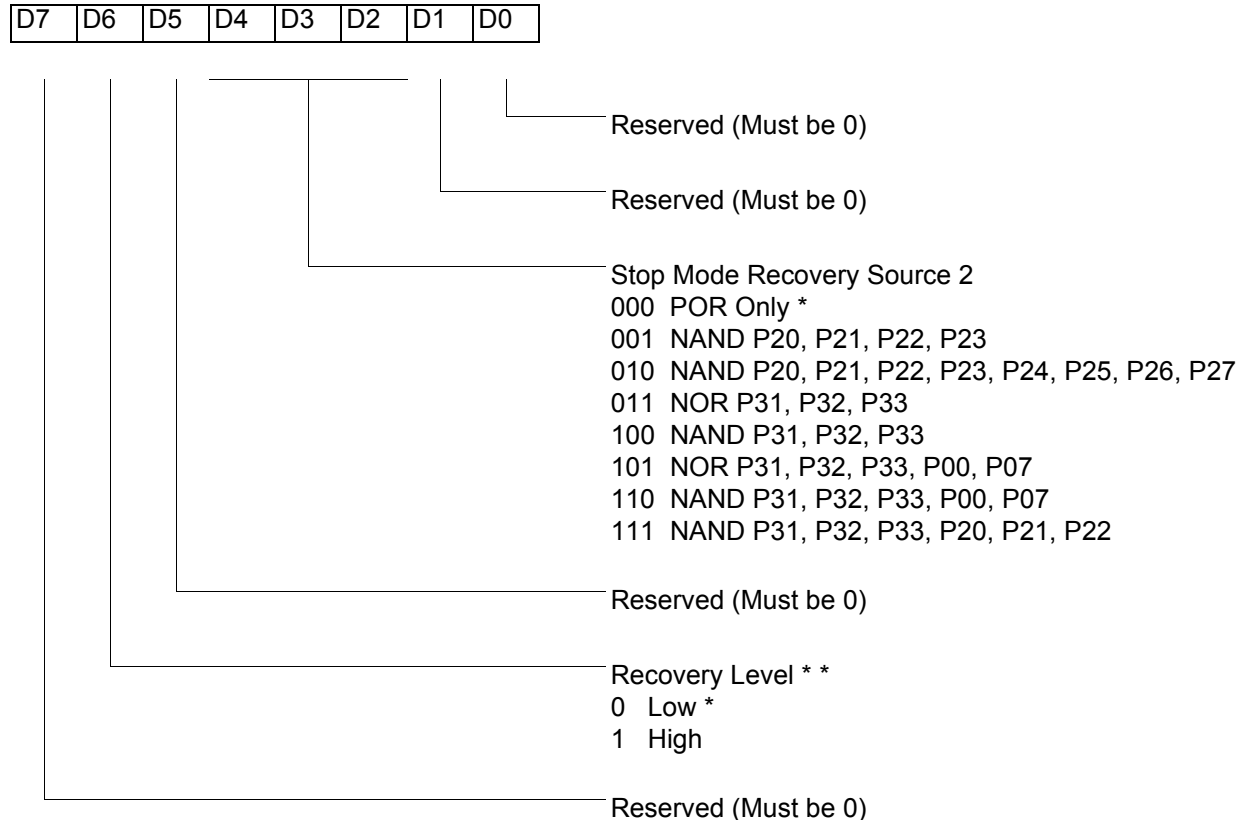 D7 D6 D5 D4 D3 D2 D1 D0
Reserved (Must be 0)
Reserved (Must be 0)
Stop Mode Recovery Source 2
000 POR Only *
001 NAND P20, P21, P22, P23
010 NAND P20, P21, P22, P23, P24, P25, P26, P27
011 NOR P31, P32, P33
100 NAND P31, P32, P33
101 NOR P31, P32, P33, P00, P07
110 NAND P31, P32, P33, P00, P07
111 NAND P31, P32, P33, P20, P21, P22
Reserved (Must be 0)
Recovery Level * *
0 Low *
1 High
Reserved (Must be 0)